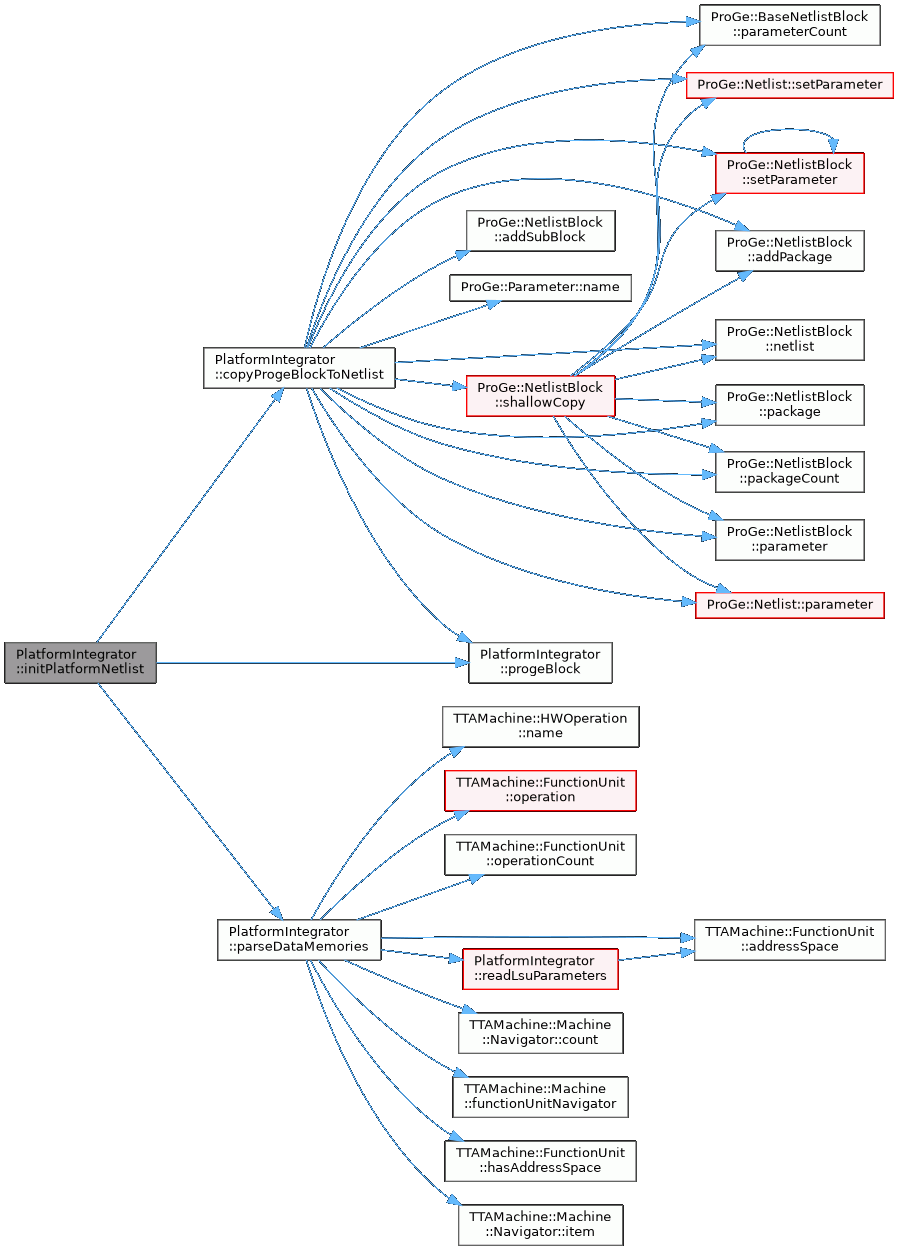 ProGe::BaseNetlistBlock
::parameterCount
ProGe::Netlist::setParameter
ProGe::NetlistBlock
::setParameter
ProGe::NetlistBlock
::addSubBlock
ProGe::NetlistBlock
::addPackage
ProGe::Parameter::name
ProGe::NetlistBlock
::netlist
PlatformIntegrator
::copyProgeBlockToNetlist
ProGe::NetlistBlock
::shallowCopy
ProGe::NetlistBlock
::package
ProGe::NetlistBlock
::packageCount
ProGe::NetlistBlock
::parameter
ProGe::Netlist::parameter
PlatformIntegrator
::initPlatformNetlist
PlatformIntegrator
::progeBlock
TTAMachine::HWOperation
::name
TTAMachine::FunctionUnit
::operation
TTAMachine::FunctionUnit
::operationCount
PlatformIntegrator
::parseDataMemories
TTAMachine::FunctionUnit
::addressSpace
PlatformIntegrator
::readLsuParameters
TTAMachine::Machine
::Navigator::count
TTAMachine::Machine
::functionUnitNavigator
TTAMachine::FunctionUnit
::hasAddressSpace
TTAMachine::Machine
::Navigator::item